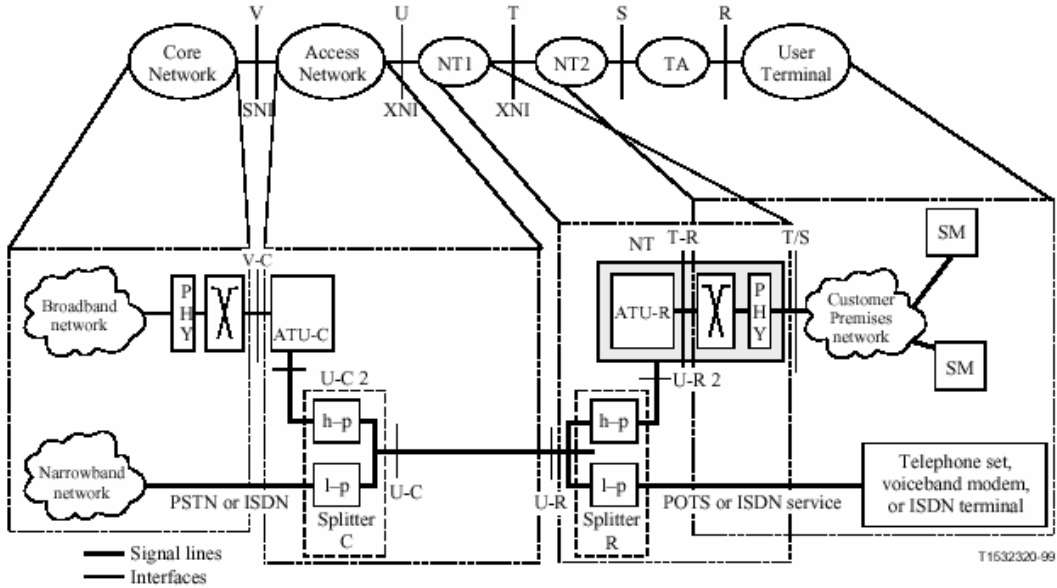 V
U
T
S
R
Core
Network
Access
Network
NT1
NT2
TA
User
Terminal
SNI
XNI
XNI
V-C
NT
T-R
T/S
SM
Broadband
network
P
H
Y
ATU-C
ATU-R
P
H
Y
Customer
Premises
network
SM
U-C 2
U-R 2
h–p
h–p
Narrowband
network
PSTN or ISDN
l–p
U-C
U-R
l–p
POTS or ISDN service
Telephone set,
voiceband modem,
or ISDN terminal
Splitter
C
Splitter
R
Signal lines
Interfaces
T1532320-99